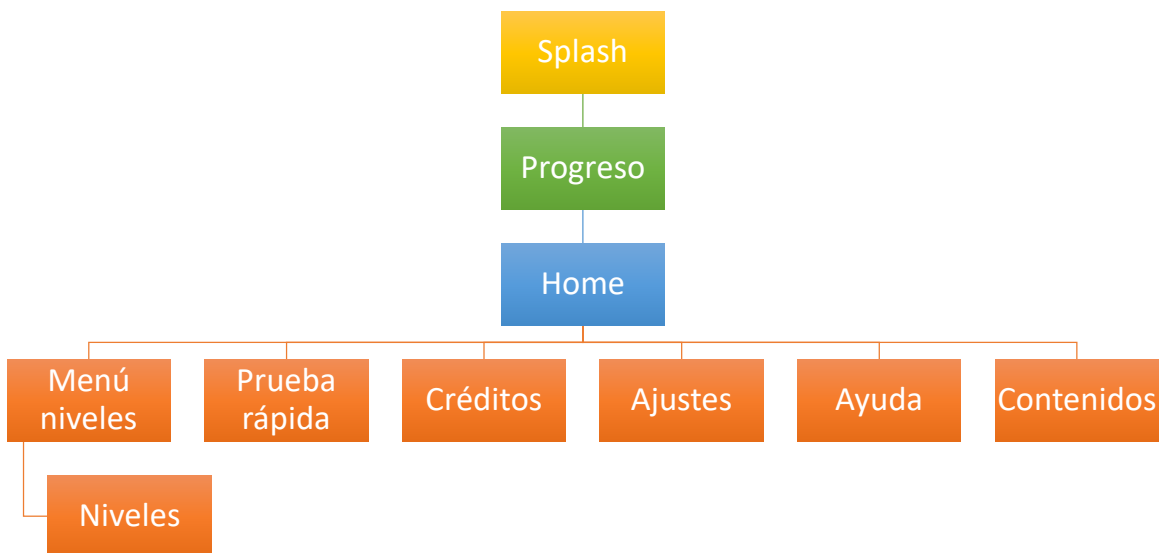 Splash
Progreso
Home
Menú
niveles
Prueba
rápida
Créditos
Ajustes
Ayuda
Contenidos
Niveles